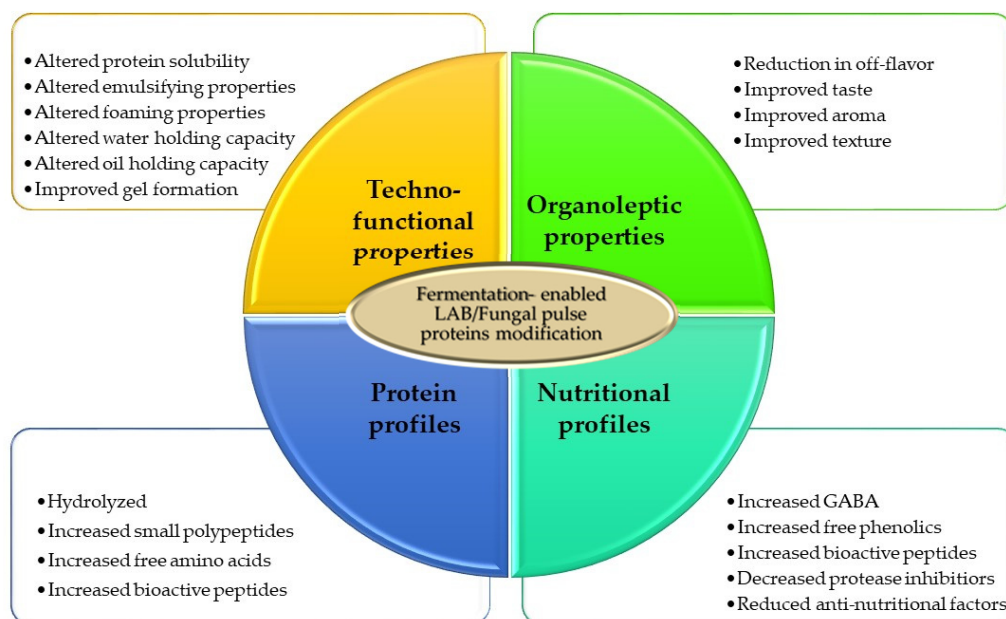 •Altered protein solubility
•Altered emulsifying properties
•Altered foaming properties
•Altered water holding capacity
•Altered oil holding capacity
•Improved gel formation
•Reduction in off-flavor
•Improved taste
•Improved aroma
•Improved texture
Techno-
functional
properties
Organoleptic
properties
Fermentation- enabled
LAB/Fungal pulse
proteins modification
Protein
profiles
Nutritional
profiles
•Hydrolyzed
•Increased small polypeptides
•Increased free amino acids
•Increased bioactive peptides
•Increased GABA
•Increased free phenolics
•Increased bioactive peptides
•Decreased protease inhibitiors
•Reduced anti-nutritional factors